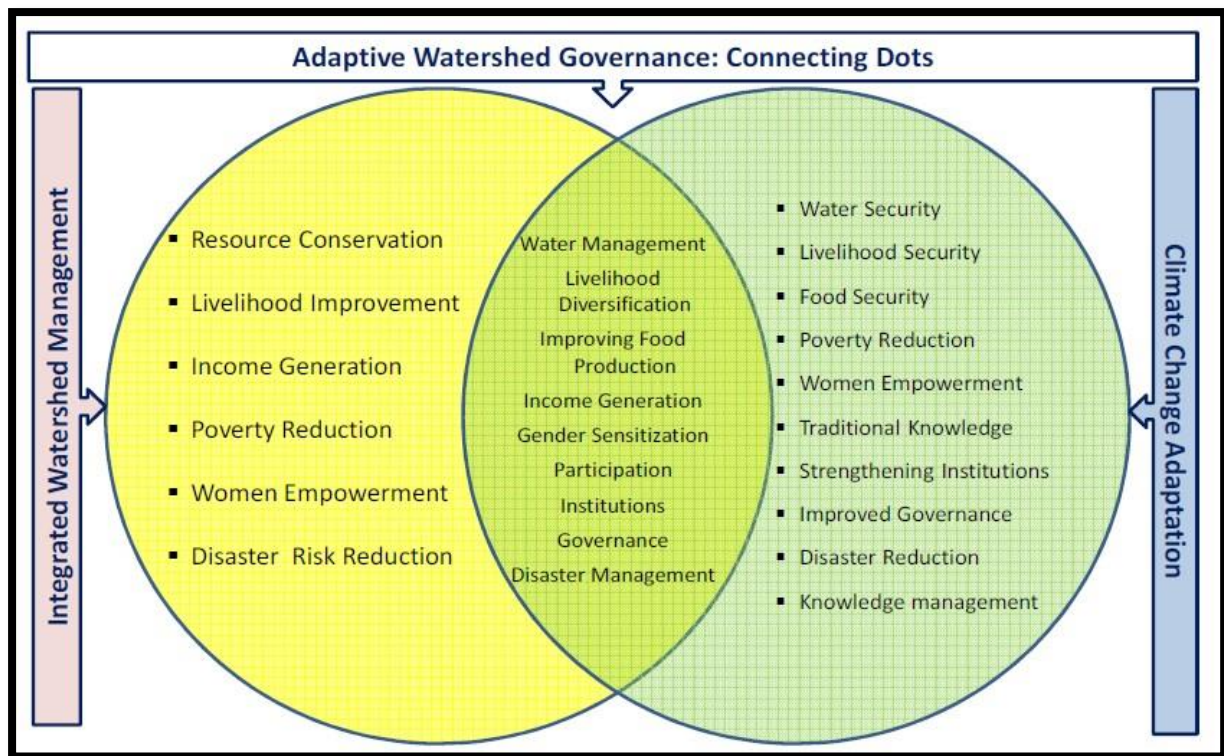 Adaptive Watershed Governance: Connecting Dots
Integrated Watershed Management
▪ Resource Conservation
▪ Livelihood Improvement
▪ Income Generation
▪ Poverty Reduction
▪ Women Empowerment
▪ Disaster Risk Reduction
Water Management
Livelihood
Diversification
Improving Food
Production
Income Generation
Gender Sensitization
Participation
Institutions
Governance
Disaster Management
▪ Water Security
▪ Livelihood Security
▪ Food Security
▪ Poverty Reduction
▪ Women Empowerment
▪ Traditional Knowledge
▪ Strengthening Institutions
▪ Improved Governance
▪ Disaster Reduction
▪ Knowledge management
Climate Change Adaptation